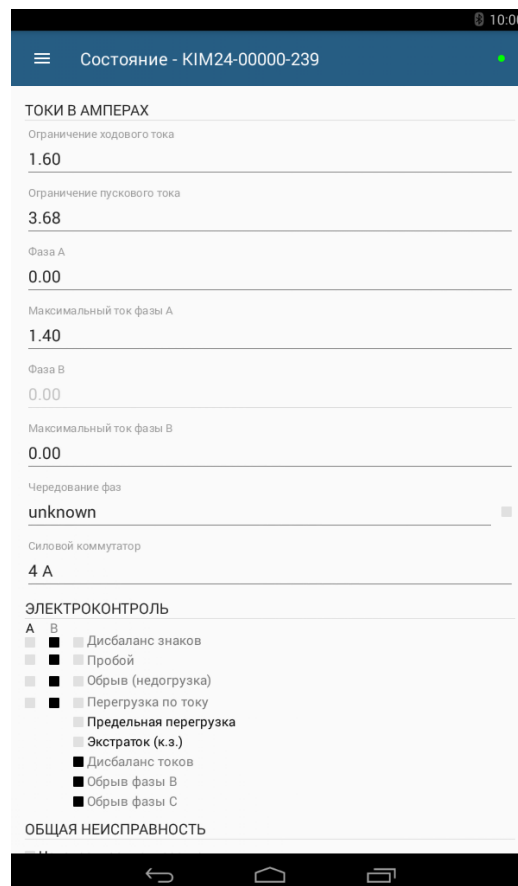 10:00
Состояние - KIM24-00000-239
ТОКИ В АМПЕРАХ
Ограничение ходового тока
1.60
Ограничение пускового тока
3.68
Фаза А
0.00
Максимальный ток фазы А
1.40
Фаза В
0.00
Максимальный ток фазы В
0.00
Чередование фаз
unknown
Силовой коммутатор
4 А
ЭЛЕКТРОКОНТРОЛЬ
А В
Дисбаланс знаков
Пробой
Обрыв (недогрузка)
Перегрузка по току
Предельная перегрузка
Экстраток (к.з.)
Дисбаланс токов
Обрыв фазы В
Обрыв фазы С
ОБЩАЯ НЕИСПРАВНОСТЬ